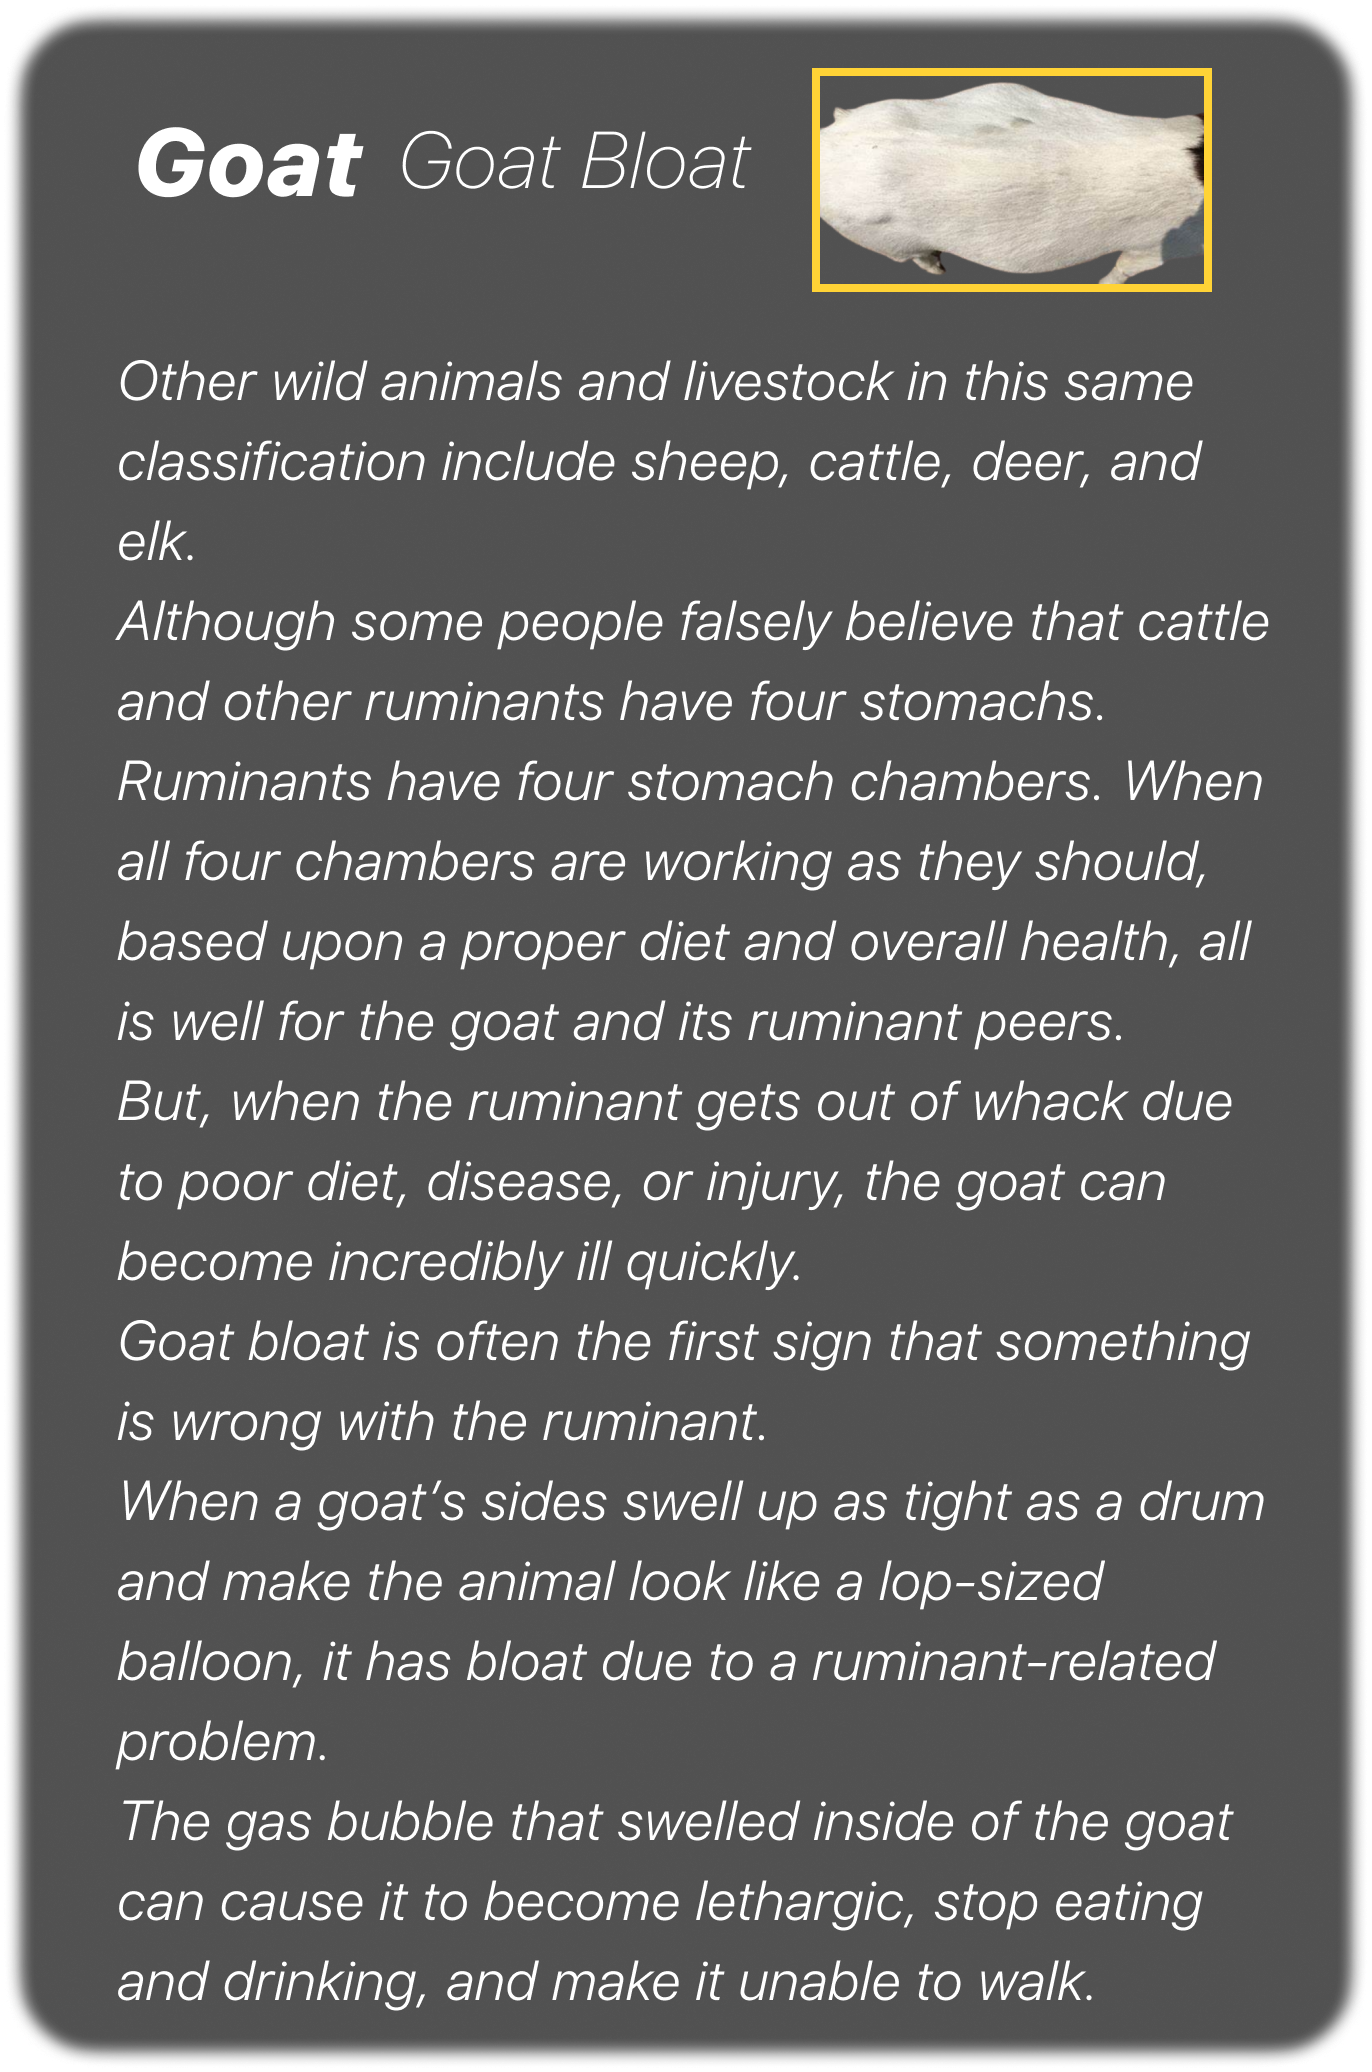 Goat Goat Bloat
Other wild animals and livestock in this same
classification include sheep, cattle, deer, and
elk.
Although some people falsely believe that cattle
and other ruminants have four stomachs.
Ruminants have four stomach chambers. When
all four chambers are working as they should,
based upon a proper diet and overall health, all
is well for the goat and its ruminant peers.
But, when the ruminant gets out of whack due
to poor diet, disease, or injury, the goat can
become incredibly ill quickly.
Goat bloat is often the first sign that something
is wrong with the ruminant.
When a goat’s sides swell up as tight as a drum
and make the animal look like a lop-sized
balloon, it has bloat due to a ruminant-related
problem.
The gas bubble that swelled inside of the goat
can cause it to become lethargic, stop eating
and drinking, and make it unable to walk.